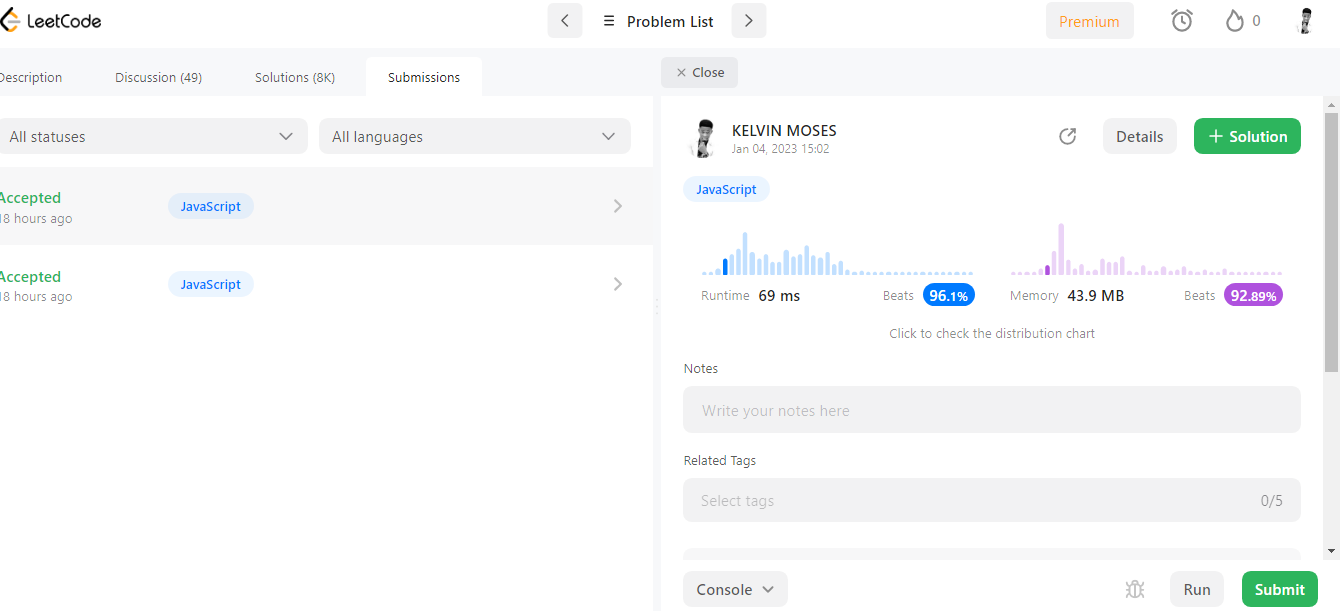 LeetCode
Problem List
Premium
0
Description
Discussion (49)
Solutions (8K)
Submissions
All statuses
All languages
Accepted
18 hours ago
JavaScript
Accepted
18 hours ago
JavaScript
Close
KELVIN MOSES
Jan 04, 2023 15:02
Details
+ Solution
JavaScript
Runtime 69 ms
Beats 96.1%
Memory 43.9 MB
Beats 92.89%
Click to check the distribution chart
Notes
Write your notes here
Related Tags
Select tags
0/5
Console
Run
Submit